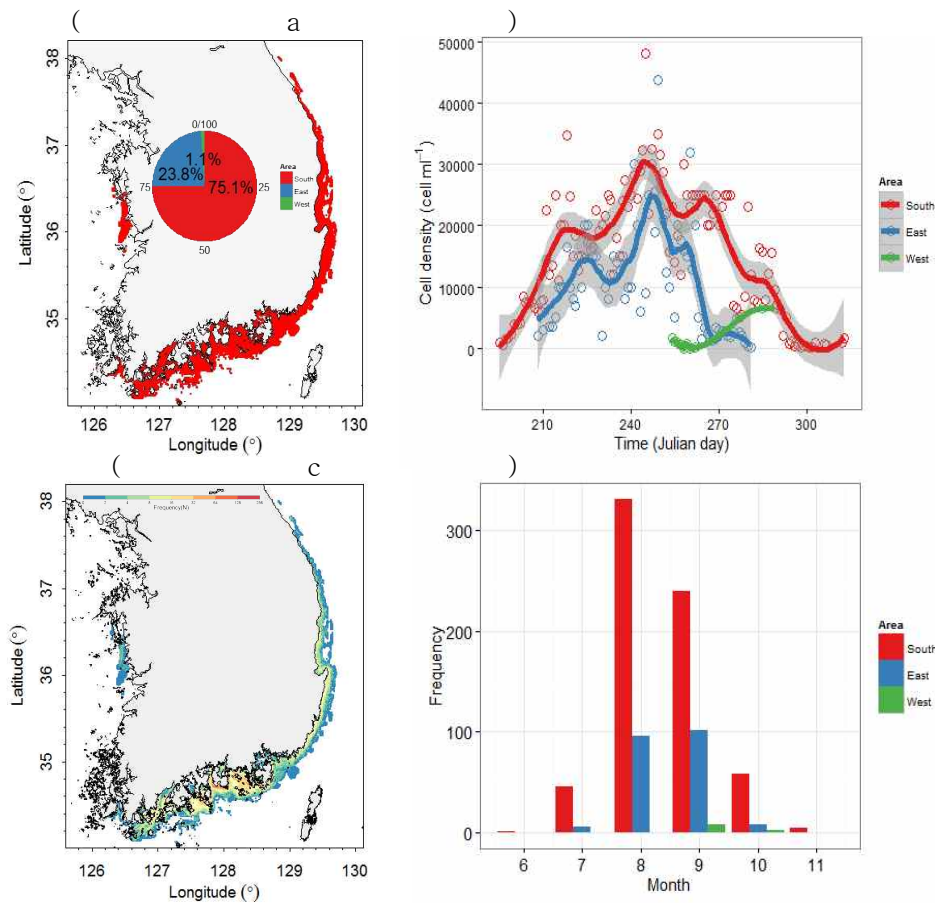 ( a )
38
37
36
35
Latitude (°)
126 127 128 129 130
Longitude (°)
0/100
25
50
75
1.1%
23.8%
75.1%
Area
South
East
West
50000
40000
30000
20000
10000
0
Cell density (cell ml⁻¹)
210 240 270 300
Time (Julian day)
Area
South
East
West
( c )
38
37
36
35
Latitude (°)
126 127 128 129 130
Longitude (°)
Frequency(N)
300
200
100
0
Frequency
6 7 8 9 10 11
Month
Area
South
East
West